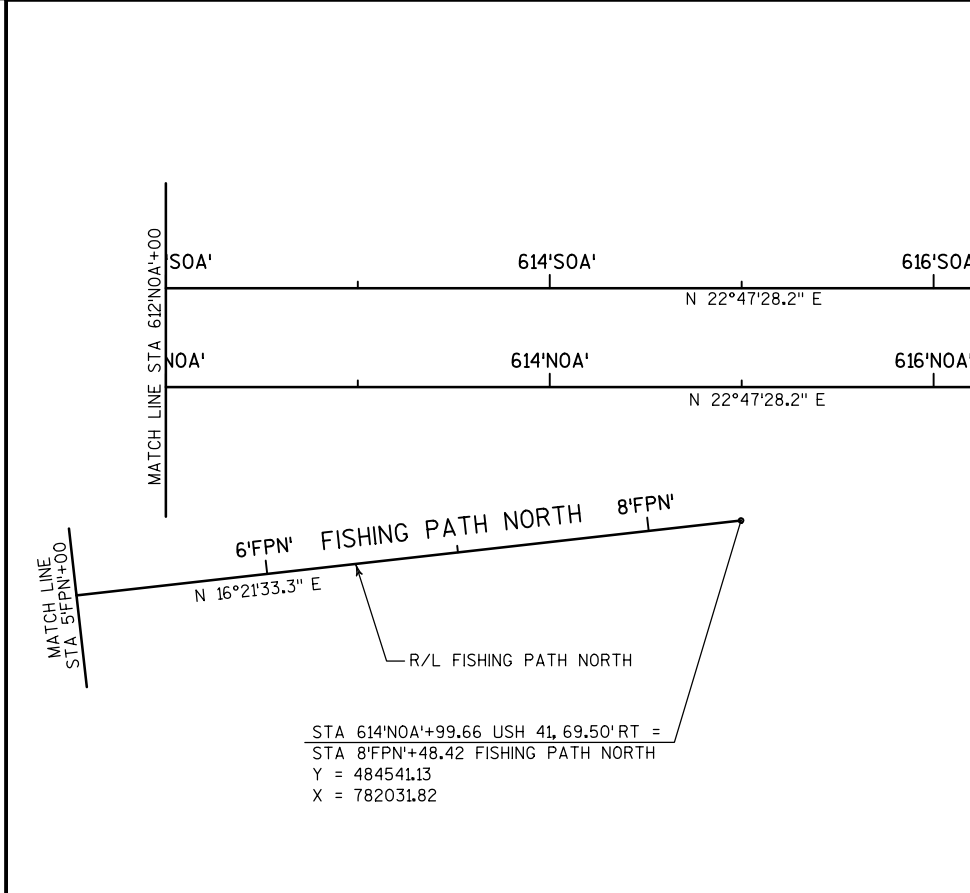 MATCH LINE STA 612'NOA'+00
'SOA'
614'SOA'
616'SOA
N 22°47'28.2" E
NOA'
614'NOA'
616'NOA'
N 22°47'28.2" E
MATCH LINE
STA 5'FPN'+00
6'FPN'
FISHING PATH NORTH
8'FPN'
N 16°21'33.3" E
R/L FISHING PATH NORTH
STA 614'NOA'+99.66 USH 41, 69.50' RT =
STA 8'FPN'+48.42 FISHING PATH NORTH
Y = 484541.13
X = 782031.82